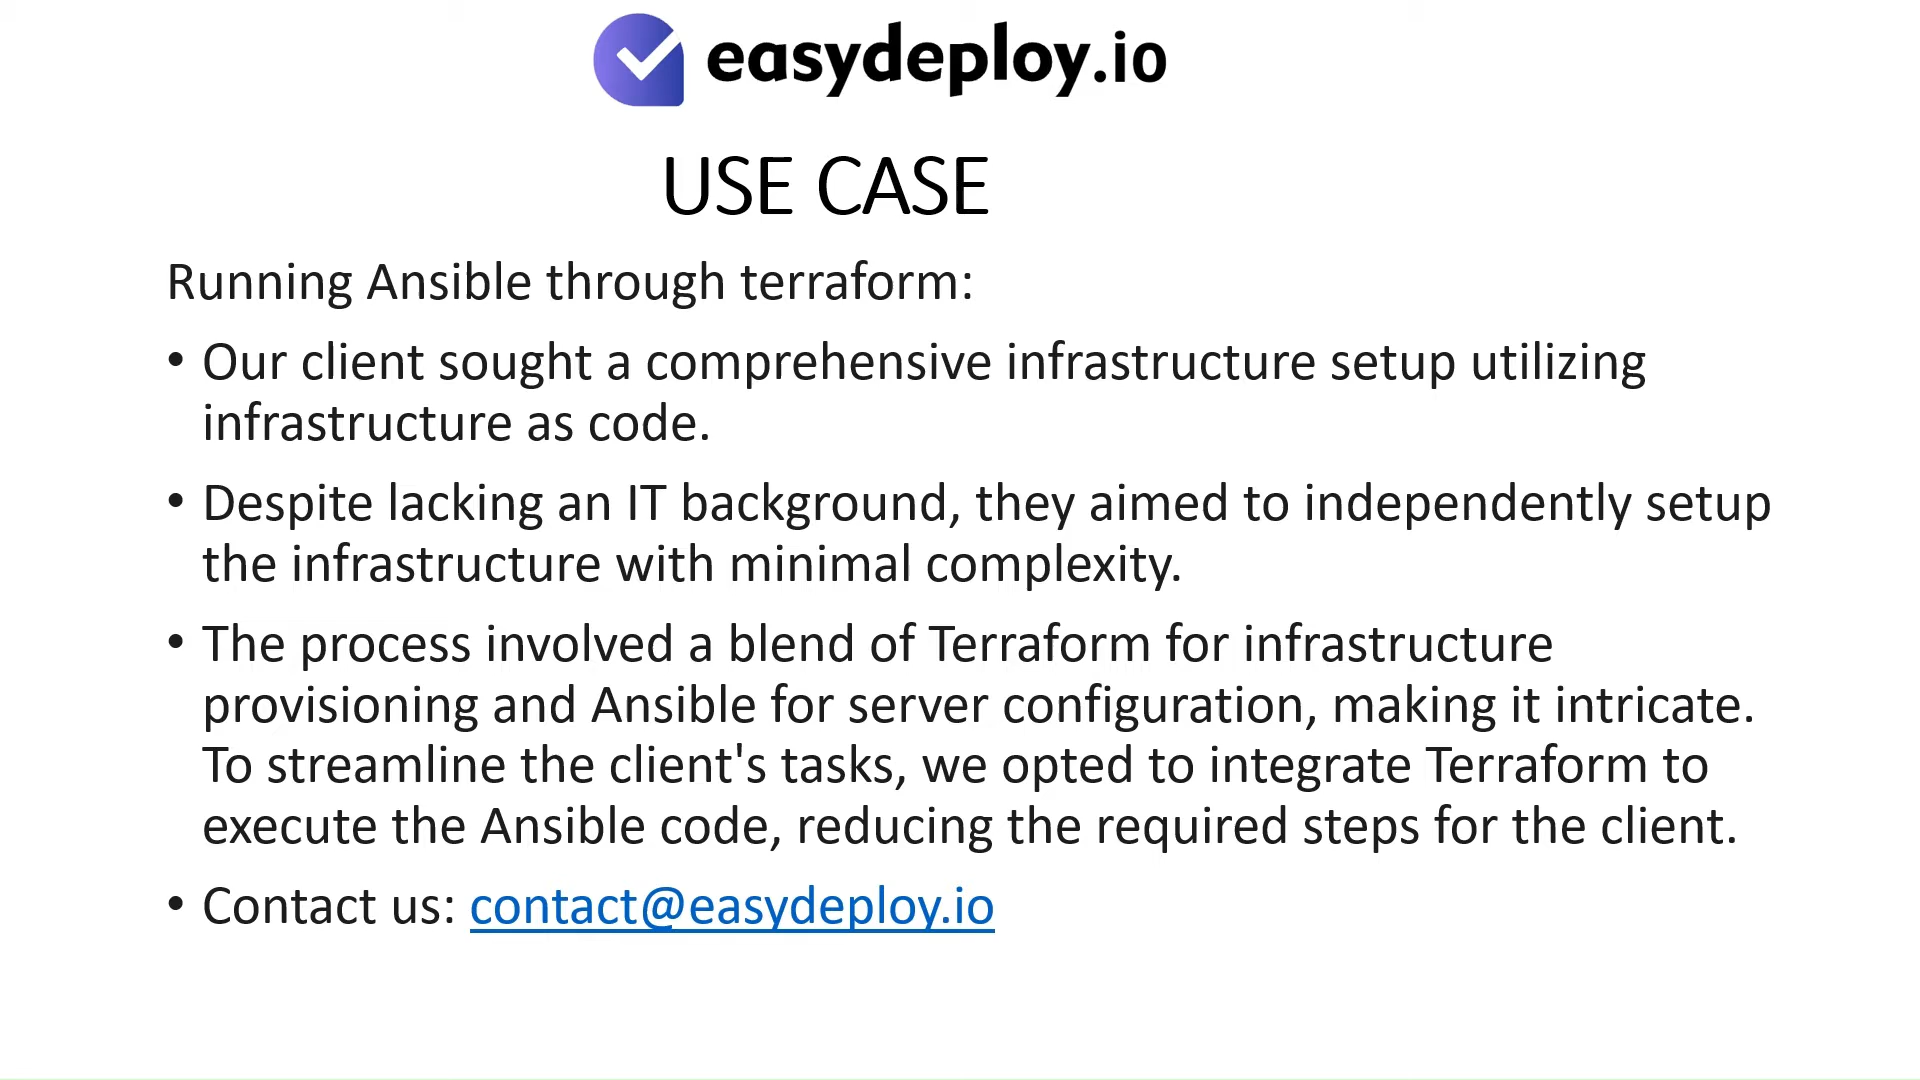 easydeploy.io
USE CASE
Running Ansible through terraform:
• Our client sought a comprehensive infrastructure setup utilizing
infrastructure as code.
• Despite lacking an IT background, they aimed to independently setup
the infrastructure with minimal complexity.
• The process involved a blend of Terraform for infrastructure
provisioning and Ansible for server configuration, making it intricate.
To streamline the client's tasks, we opted to integrate Terraform to
execute the Ansible code, reducing the required steps for the client.
• Contact us: contact@easydeploy.io